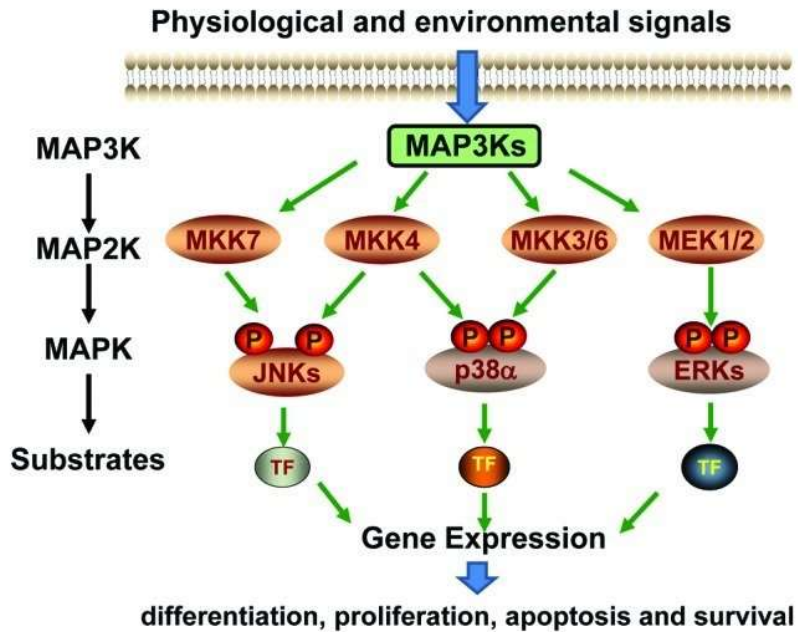 Physiological and environmental signals
MAP3K
MAP3Ks
MAP2K
MKK7
MKK4
MKK3/6
MEK1/2
MAPK
P
P
P
P
P
P
JNKs
p38α
ERKs
Substrates
TF
TF
TF
Gene Expression
differentiation, proliferation, apoptosis and survival